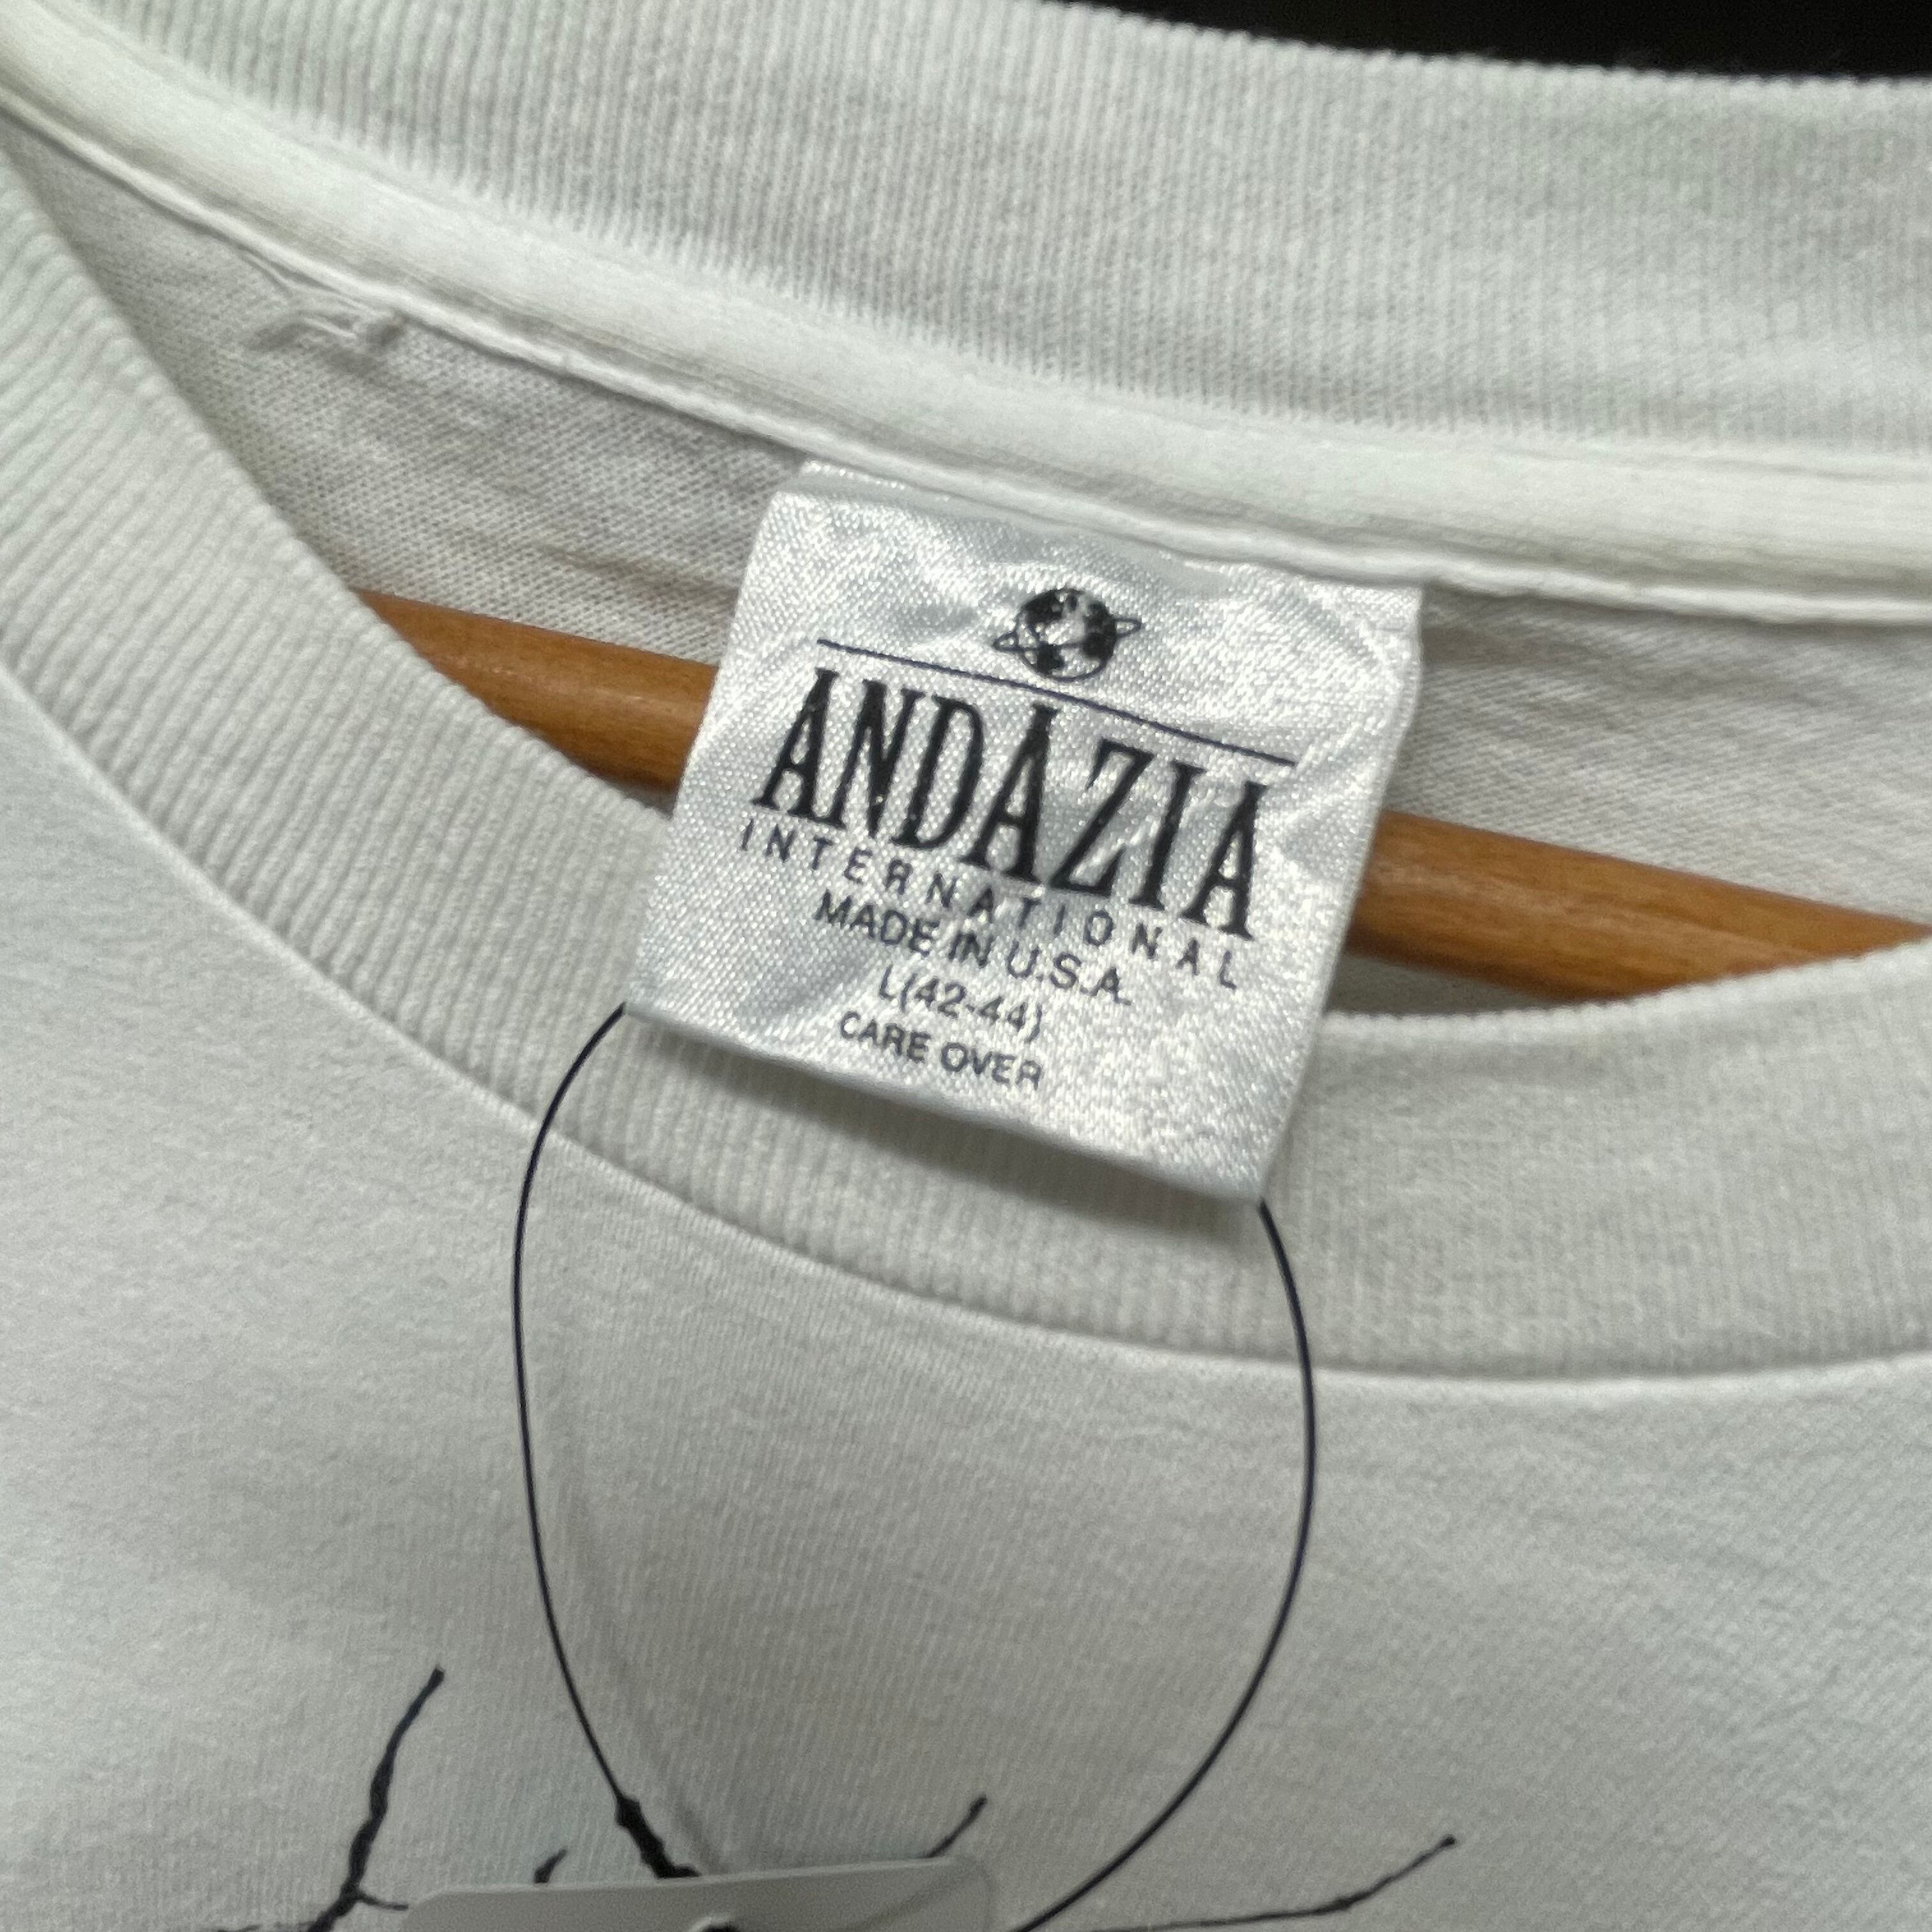 ANDAZIA
INTERNATIONAL
MADE IN U.S.A.
L(42-44)
CARE OVER